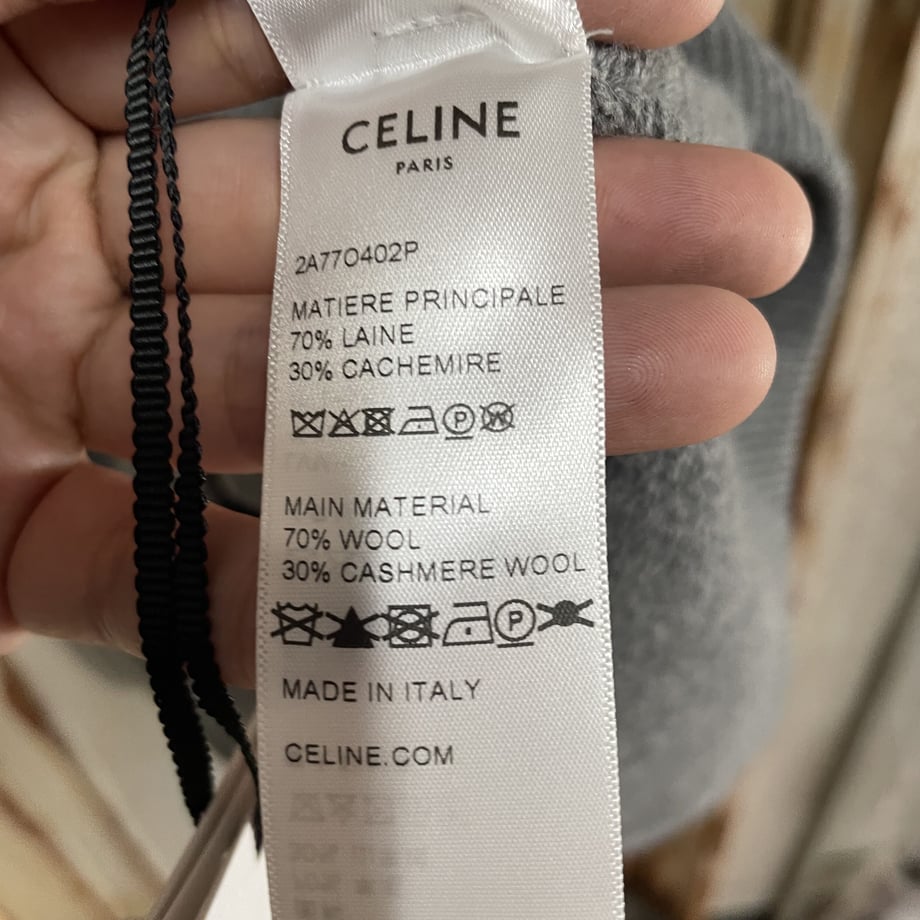 CELINE
PARIS
2A77O402P
MATIERE PRINCIPALE
70% LAINE
30% CACHEMIRE
P W
MAIN MATERIAL
70% WOOL
30% CASHMERE WOOL
P
MADE IN ITALY
CELINE.COM